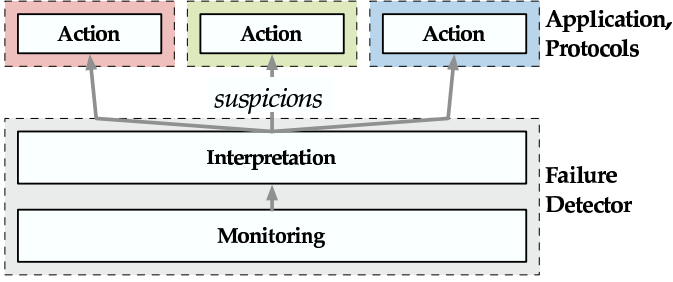 Action
Action
Action
Application,
Protocols
suspicions
Interpretation
Monitoring
Failure
Detector